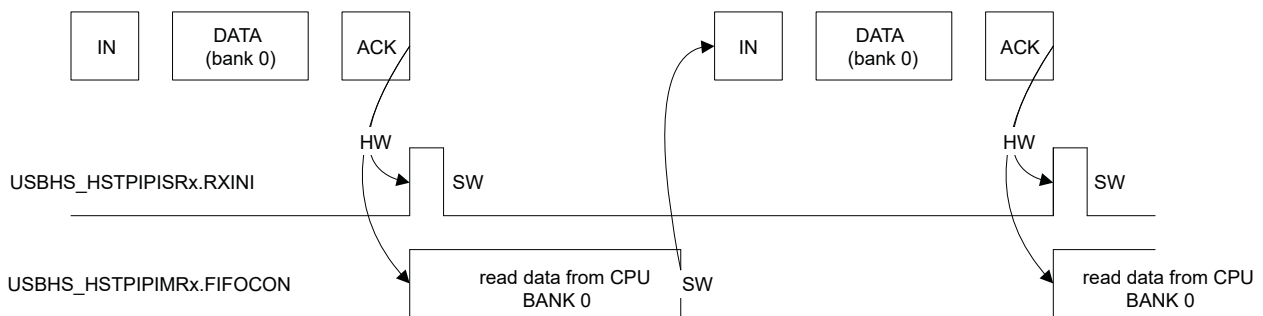 IN
DATA
(bank 0)
ACK
IN
DATA
(bank 0)
ACK
HW
HW
USBHS_HSTPIPISRx.RXINI
SW
SW
USBHS_HSTPIPIMRx.FIFOCON
read data from CPU
BANK 0
SW
read data from CPU
BANK 0